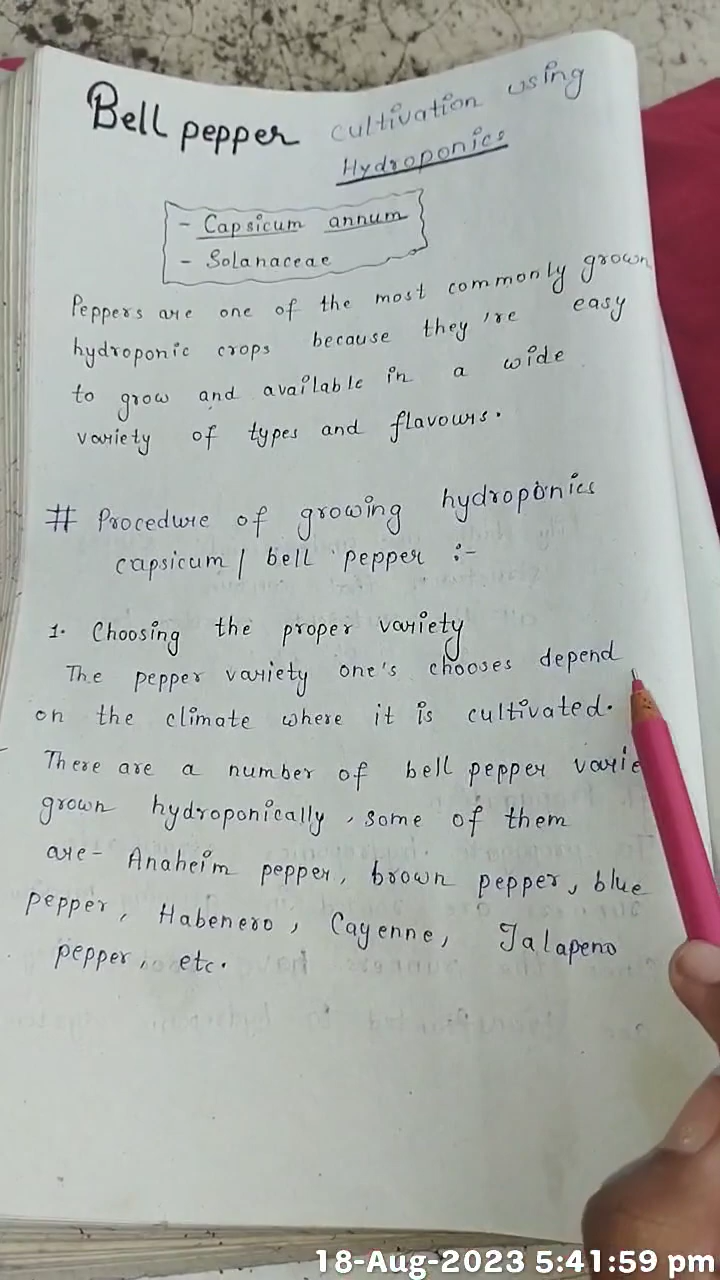 Bell pepper cultivation using
Hydroponics
- Capsicum annum
- Solanaceae
Peppers are one of the most commonly grown
hydroponic crops because they're easy
to grow and available in a wide
variety of types and flavours.
# Procedure of growing hydroponics
capsicum / bell pepper :-
1. Choosing the proper variety
The pepper variety one's chooses depend
on the climate where it is cultivated.
There are a number of bell pepper varie
grown hydroponically, some of them
are - Anaheim pepper, brown pepper, blue
pepper, Habenero, Cayenne, Jalapeno
pepper, etc.
18-Aug-2023 5:41:59 pm